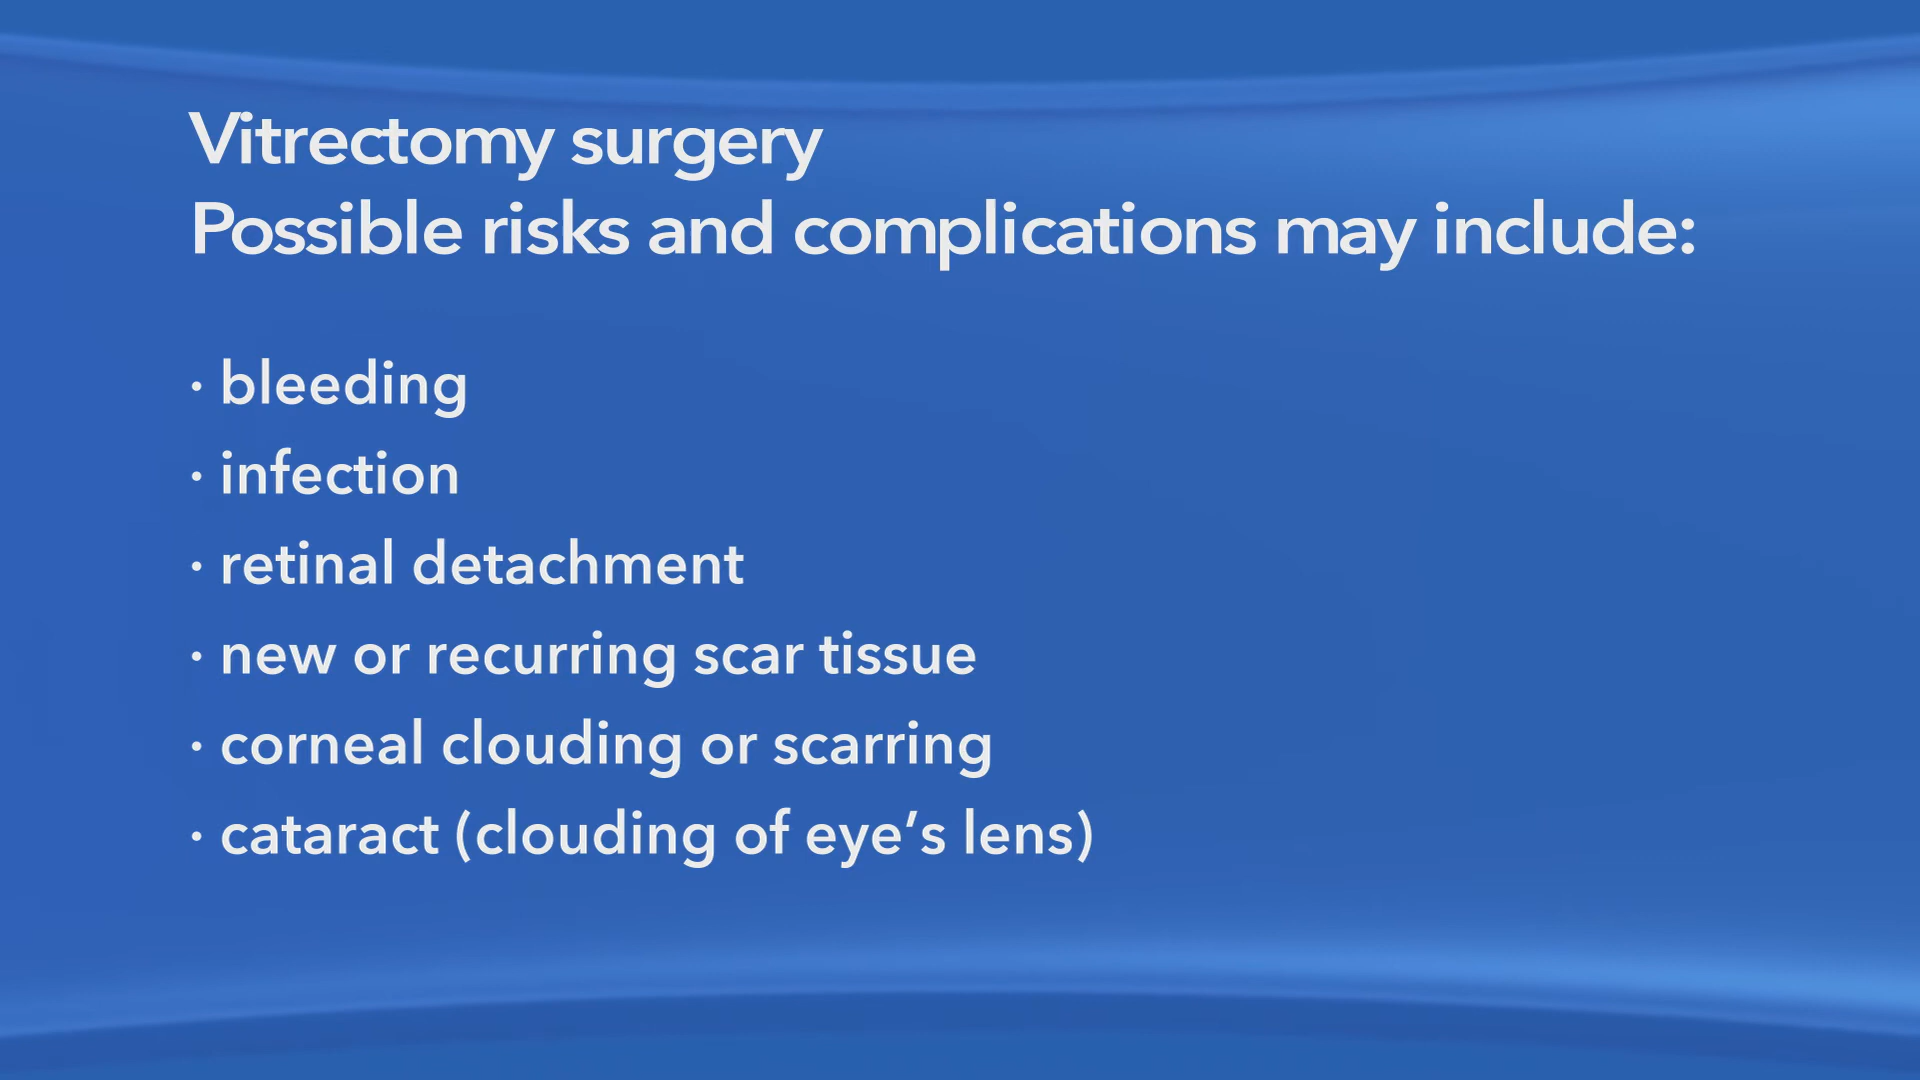 Vitrectomy surgery
Possible risks and complications may include:
· bleeding
· infection
· retinal detachment
· new or recurring scar tissue
· corneal clouding or scarring
· cataract (clouding of eye’s lens)